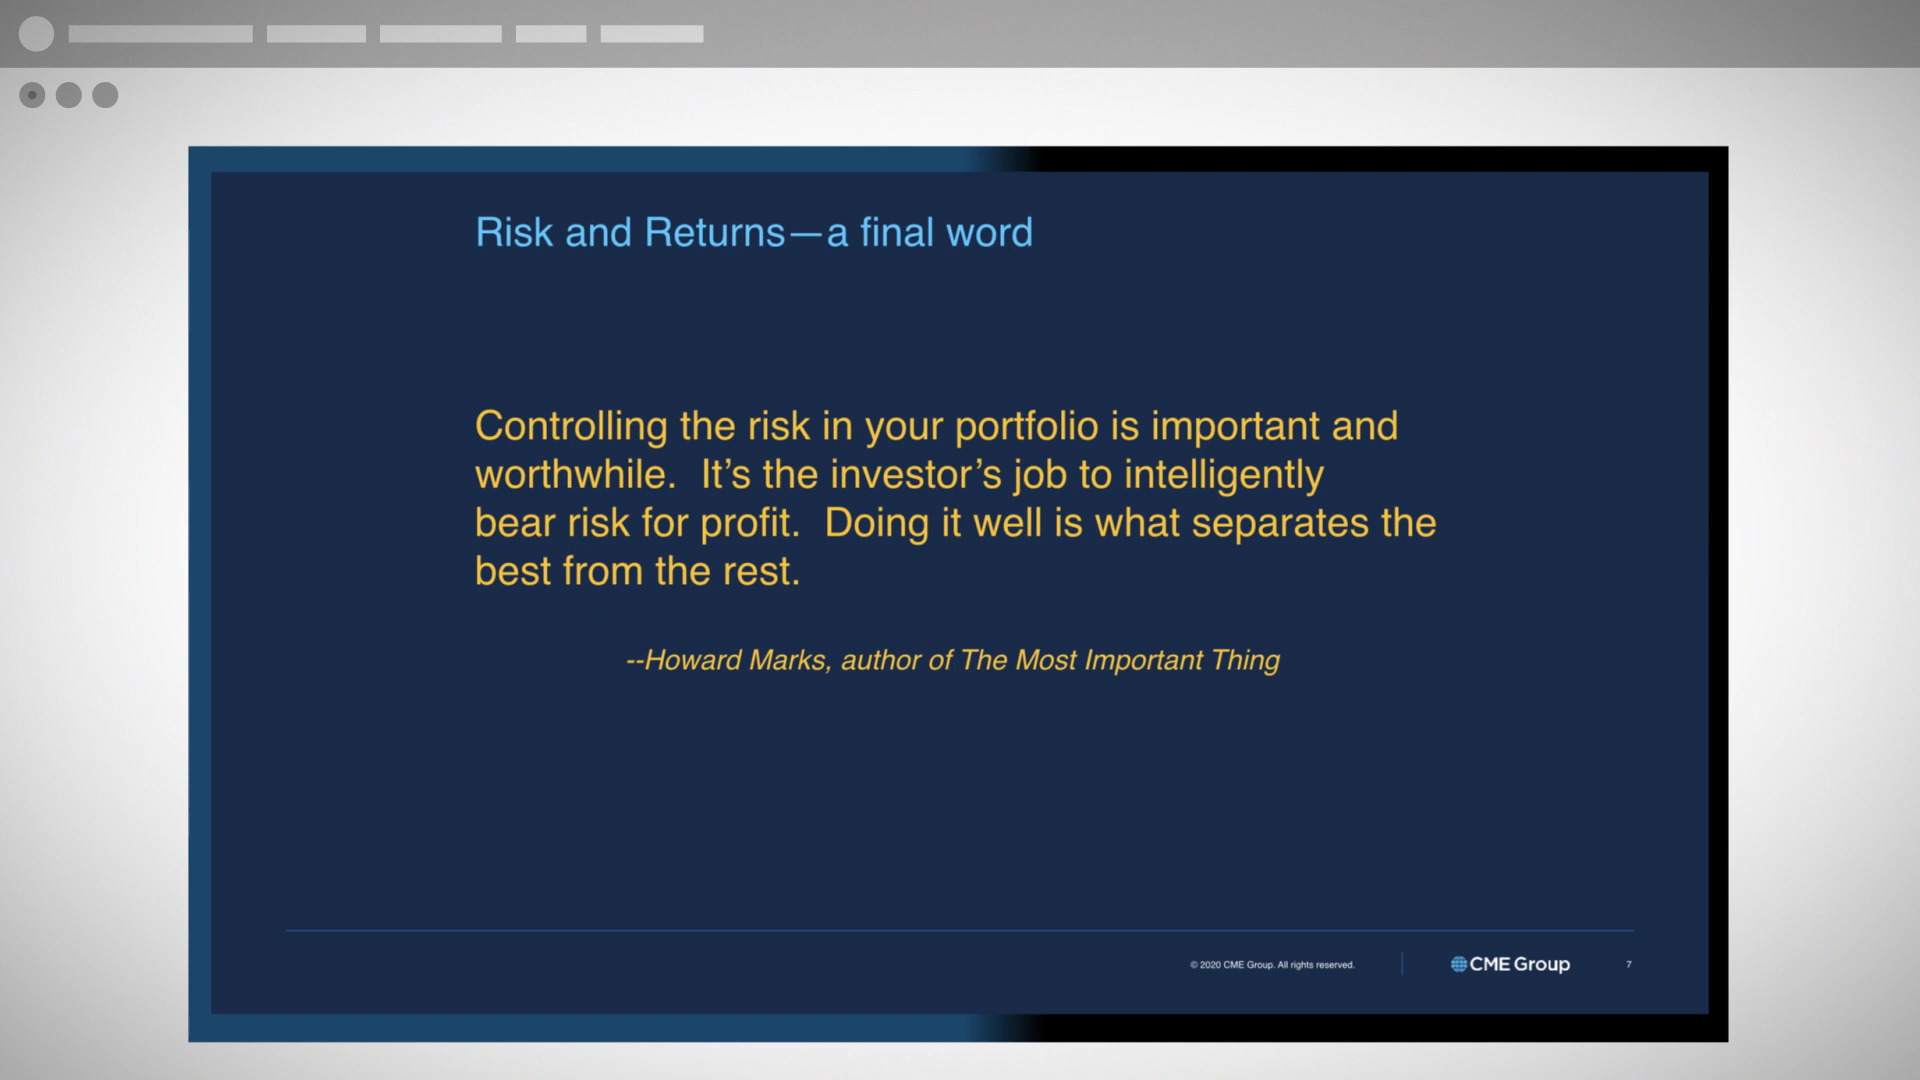 Risk and Returns—a final word
Controlling the risk in your portfolio is important and
worthwhile.  It’s the investor’s job to intelligently
bear risk for profit.  Doing it well is what separates the
best from the rest.
--Howard Marks, author of The Most Important Thing
© 2020 CME Group. All rights reserved.
CME Group
7